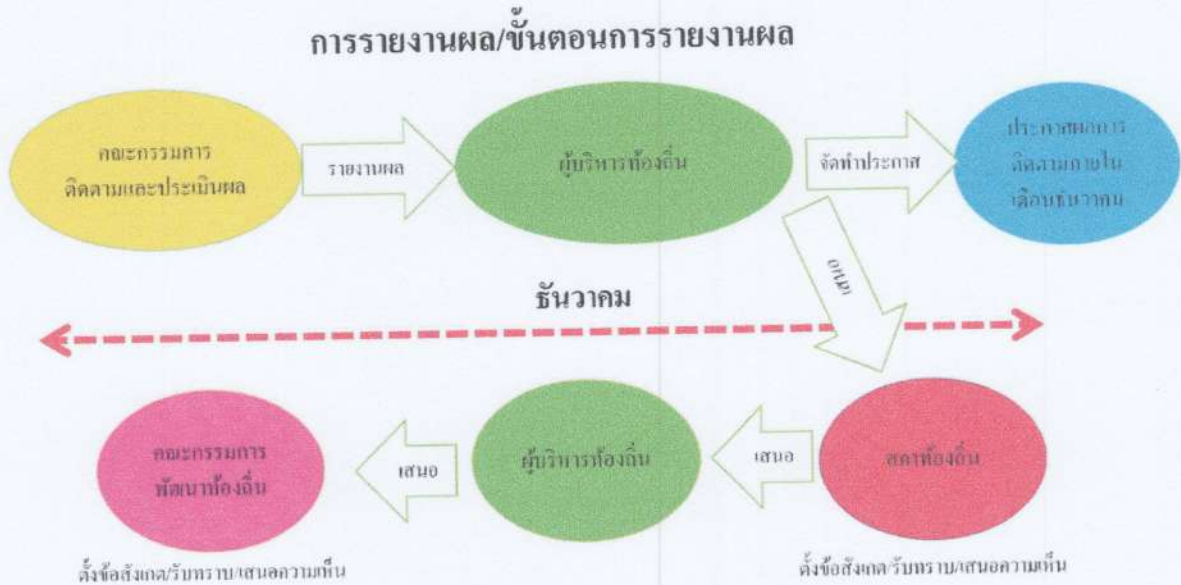 การรายงานผล/ขั้นตอนการรายงานผล
คณะกรรมการ
ติดตามและประเมินผล
รายงานผล
ผู้บริหารท้องถิ่น
จัดทำประกาศ
ประกาศผลการ
ติดตามภายใน
เดือนธันวาคม
เสนอ
ธันวาคม
คณะกรรมการ
พัฒนาท้องถิ่น
เสนอ
ผู้บริหารท้องถิ่น
เสนอ
สภาท้องถิ่น
ตั้งข้อสังเกต/รับทราบ/เสนอความเห็น
ตั้งข้อสังเกต/รับทราบ/เสนอความเห็น